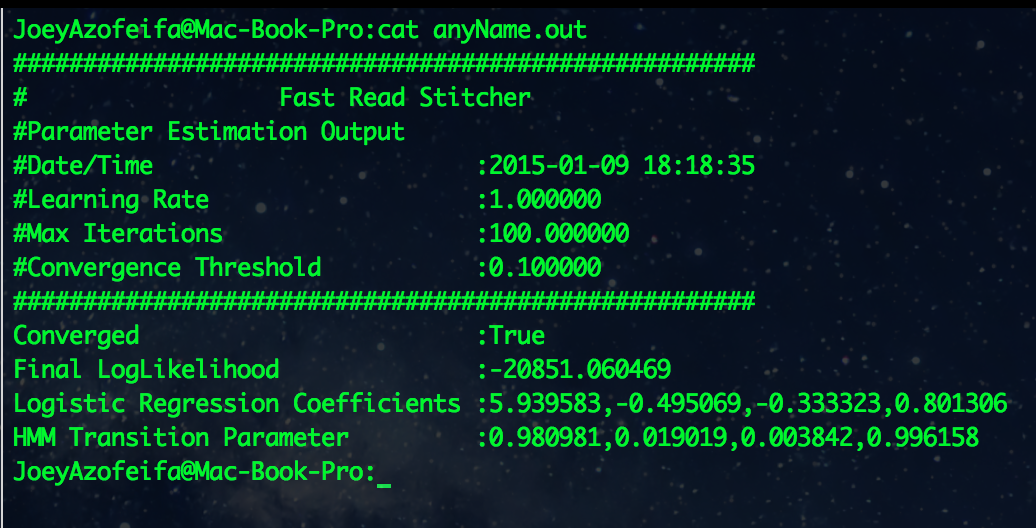 JoeyAzofeifa@Mac-Book-Pro:cat anyName.out
#####################################################
#                  Fast Read Stitcher
#Parameter Estimation Output
#Date/Time                       :2015-01-09 18:18:35
#Learning Rate                   :1.000000
#Max Iterations                  :100.000000
#Convergence Threshold           :0.100000
#####################################################
Converged                        :True
Final LogLikelihood              :-20851.060469
Logistic Regression Coefficients :5.939583,-0.495069,-0.333323,0.801306
HMM Transition Parameter         :0.980981,0.019019,0.003842,0.996158
JoeyAzofeifa@Mac-Book-Pro:_